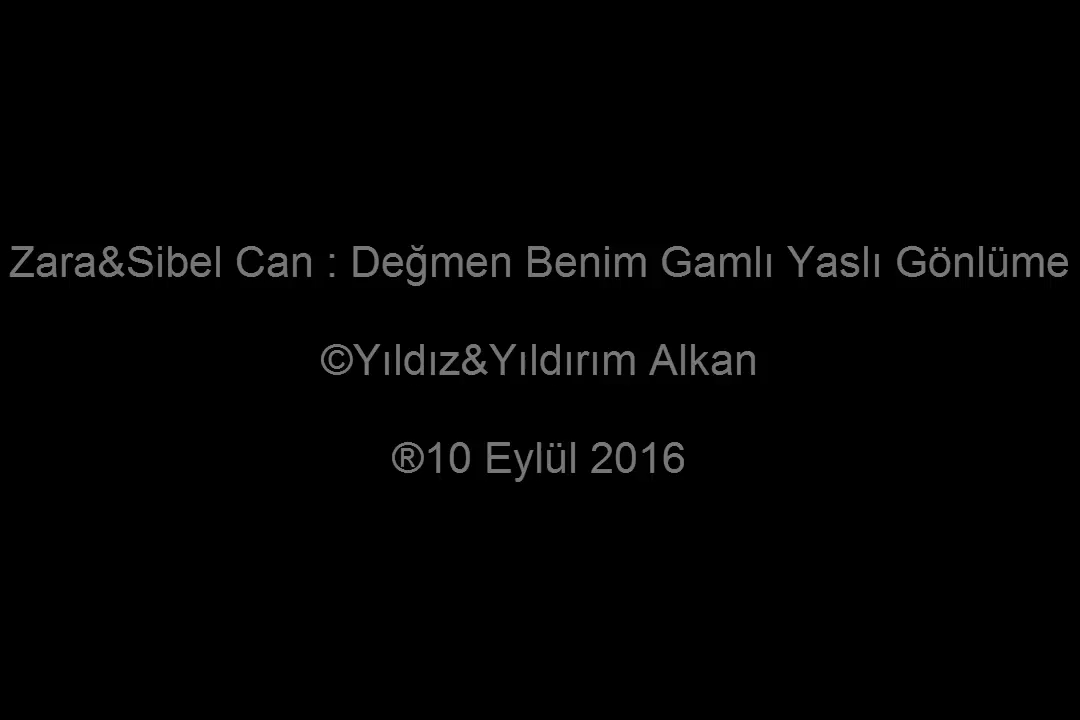 Zara&Sibel Can : Değmen Benim Gamlı Yaslı Gönlüme
©Yıldız&Yıldırım Alkan
®10 Eylül 2016